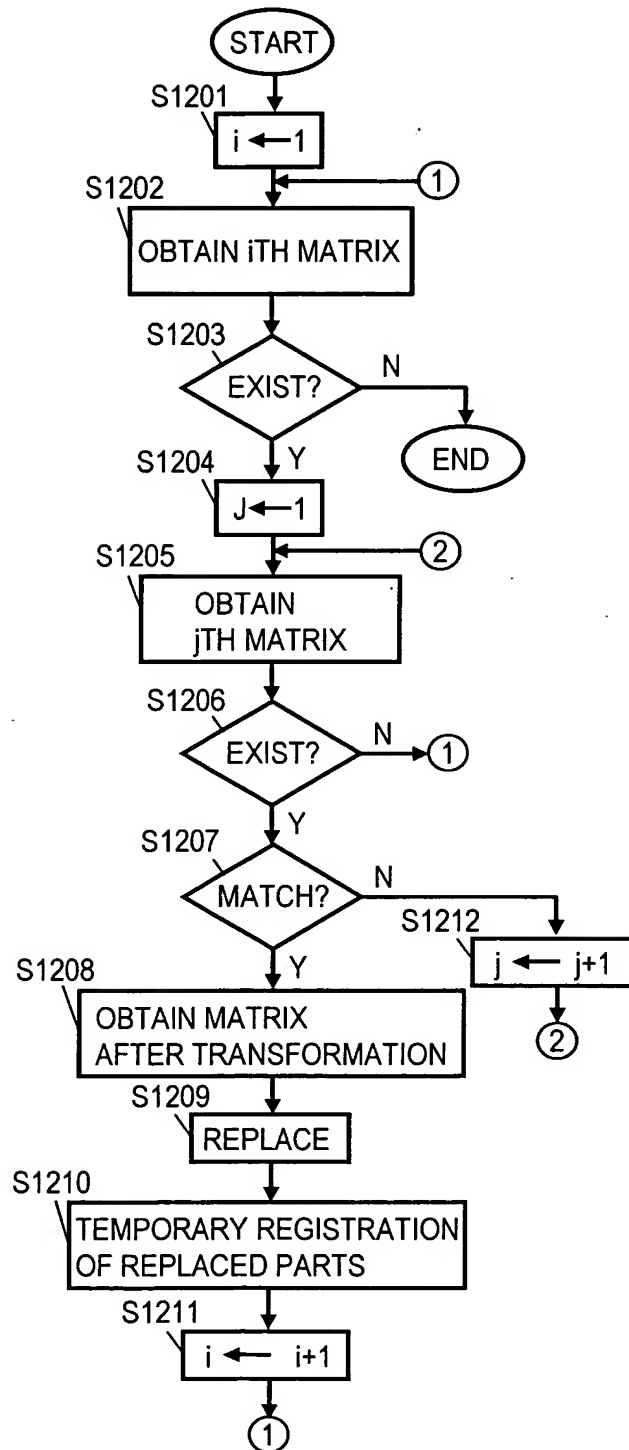 START
S1201
i ← 1
①
S1202
OBTAIN iTH MATRIX
S1203
EXIST?
N
Y
END
S1204
J ← 1
②
S1205
OBTAIN
jTH MATRIX
S1206
EXIST?
N
①
Y
S1207
MATCH?
N
Y
S1212
j ← j+1
②
S1208
OBTAIN MATRIX
AFTER TRANSFORMATION
S1209
REPLACE
S1210
TEMPORARY REGISTRATION
OF REPLACED PARTS
S1211
i ← i+1
①